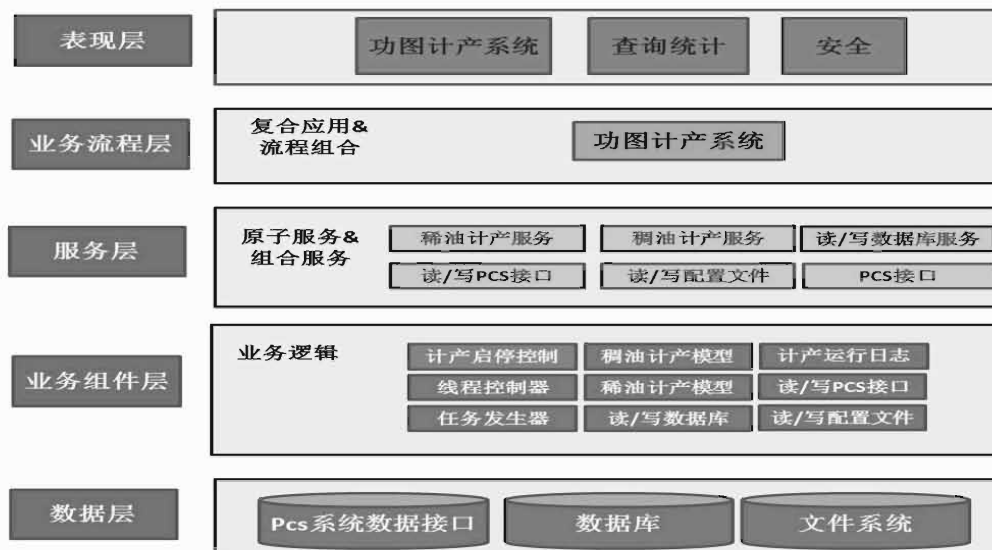 表现层
功图计产系统
查询统计
安全
业务流程层
复合应用&
流程组合
功图计产系统
服务层
原子服务&
组合服务
稀油计产服务
稠油计产服务
读/写数据库服务
读/写PCS接口
读/写配置文件
PCS接口
业务组件层
业务逻辑
计产启停控制
稠油计产模型
计产运行日志
线程控制器
稀油计产模型
读/写PCS接口
任务发生器
读/写数据库
读/写配置文件
数据层
Pcs系统数据接口
数据库
文件系统